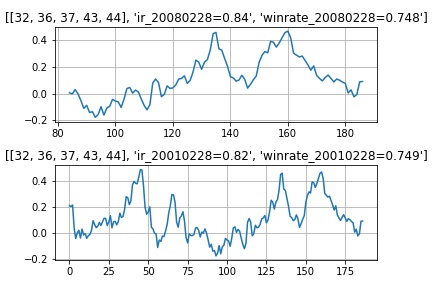 [[32, 36, 37, 43, 44], 'ir_20080228=0.84', 'winrate_20080228=0.748']
0.4
0.2
0.0
−0.2
80 100 120 140 160 180
[[32, 36, 37, 43, 44], 'ir_20010228=0.82', 'winrate_20010228=0.749']
0.4
0.2
0.0
−0.2
0 25 50 75 100 125 150 175